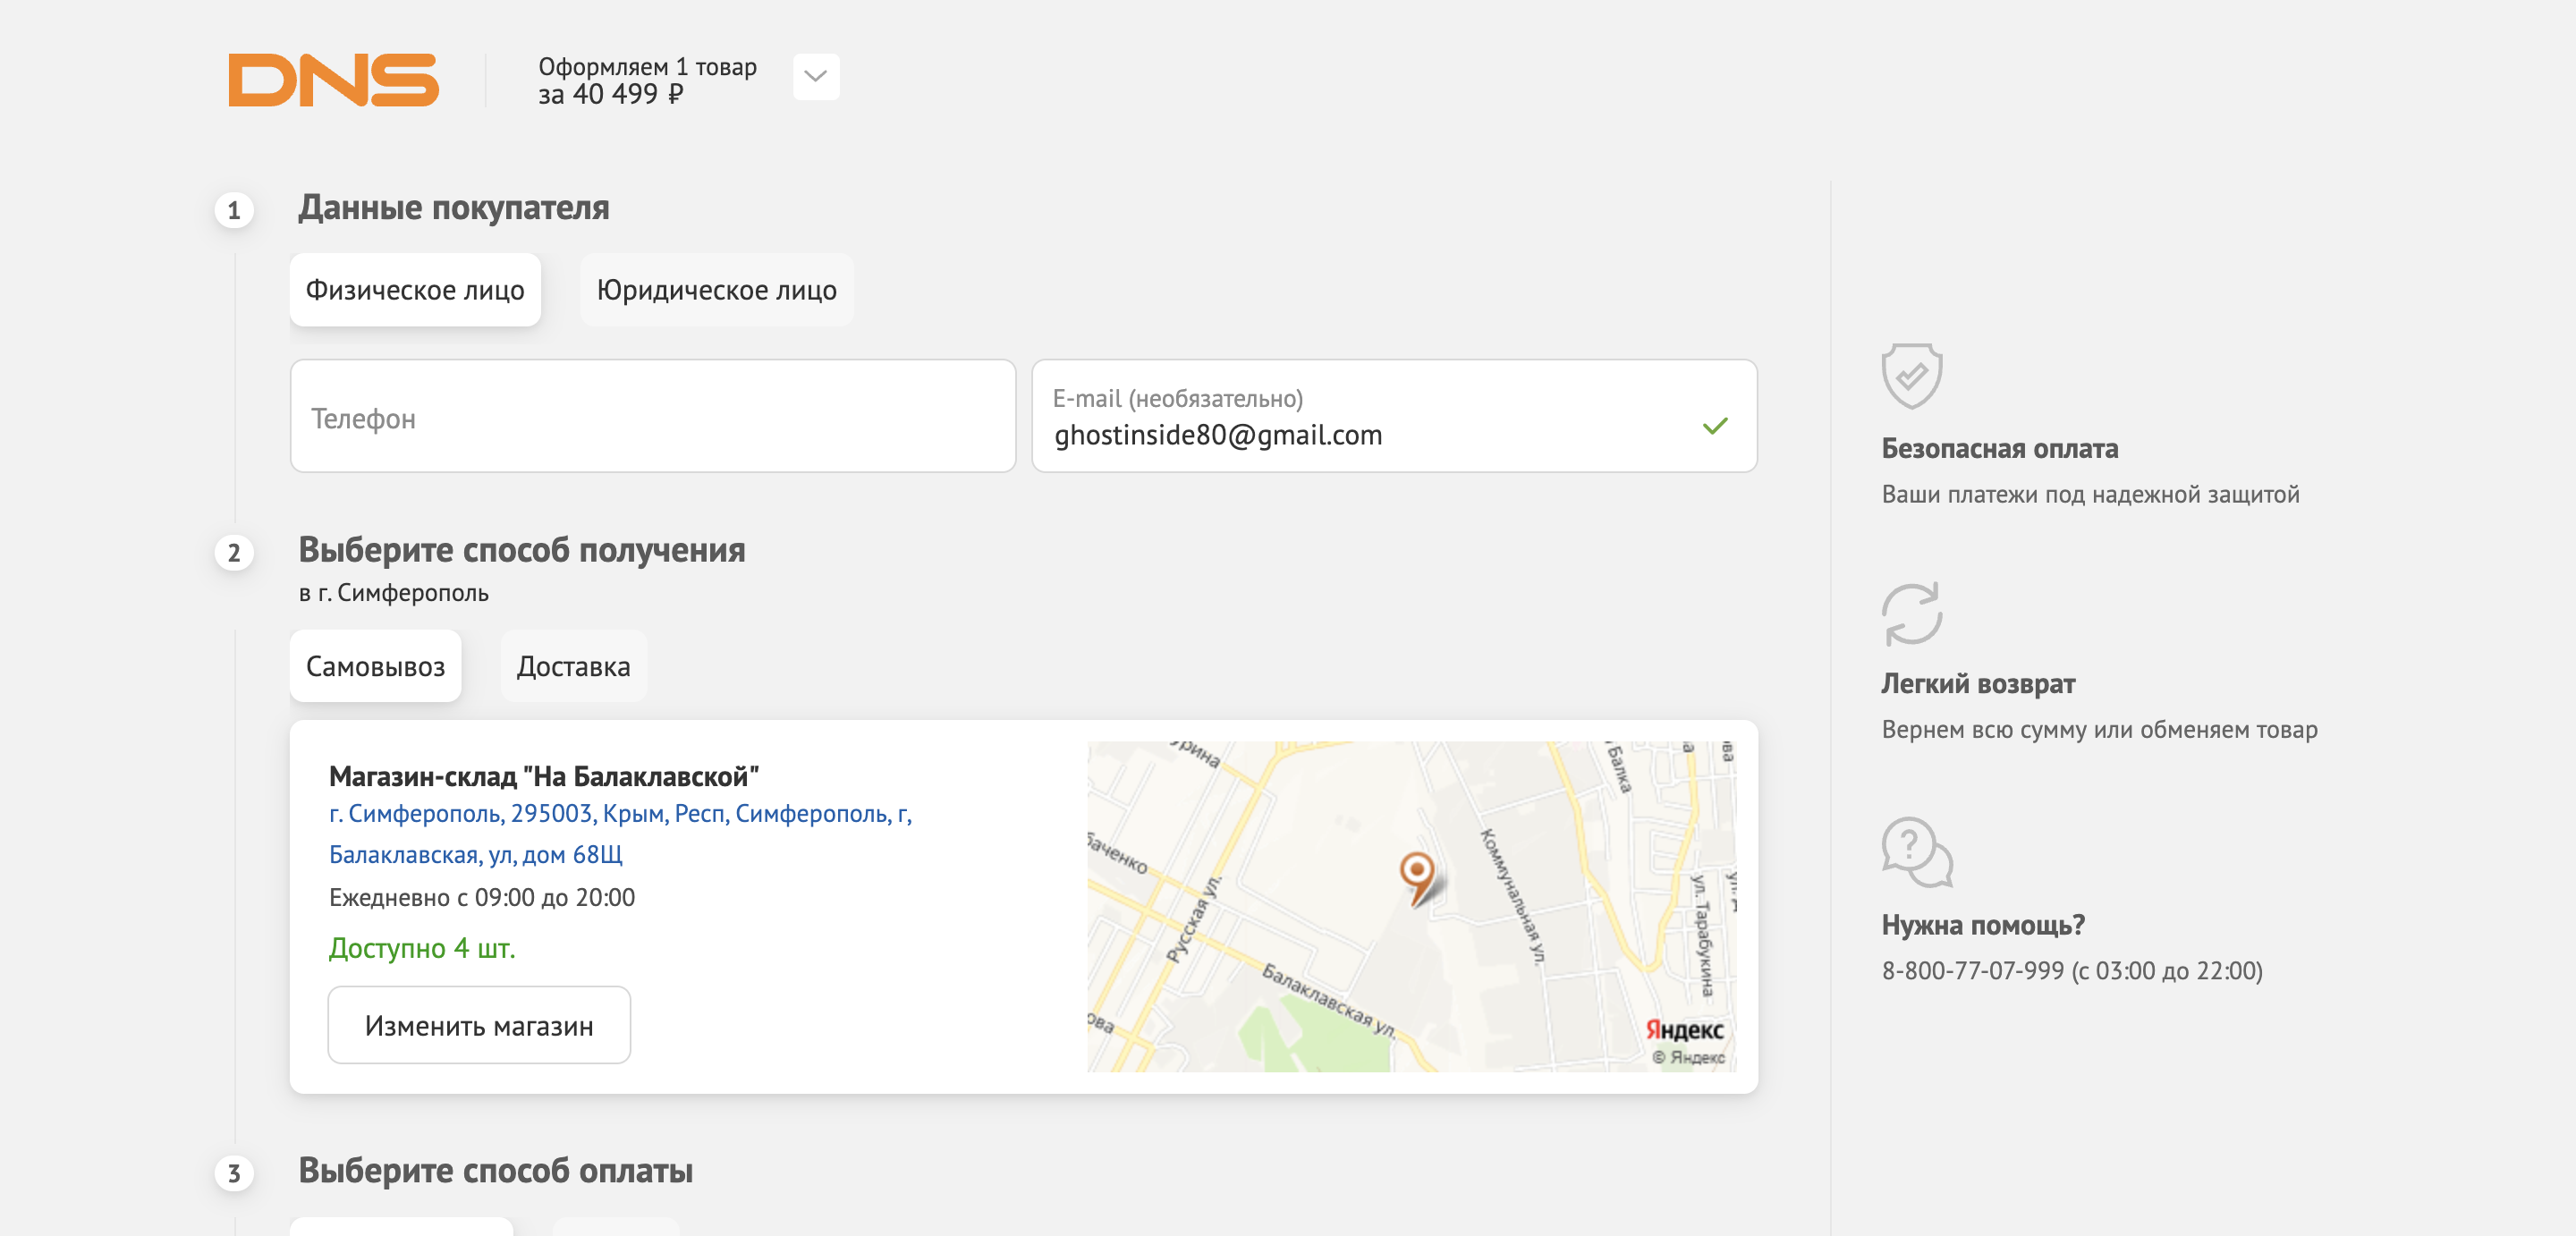 DNS
Оформляем 1 товар
за 40 499 ₽
1
Данные покупателя
Физическое лицо
Юридическое лицо
Телефон
E-mail (необязательно)
ghostinside80@gmail.com
2
Выберите способ получения
в г. Симферополь
Самовывоз
Доставка
Магазин-склад "На Балаклавской"
г. Симферополь, 295003, Крым, Респ, Симферополь, г,
Балаклавская, ул, дом 68Щ
Ежедневно с 09:00 до 20:00
Доступно 4 шт.
Изменить магазин
урина
Балка
ва
баченко
Русская ул.
Коммунальная ул.
ул. Тарабукина
Балаклавская ул.
ова
Яндекс
© Яндекс
3
Выберите способ оплаты
Безопасная оплата
Ваши платежи под надежной защитой
Легкий возврат
Вернем всю сумму или обменяем товар
?
Нужна помощь?
8-800-77-07-999 (с 03:00 до 22:00)